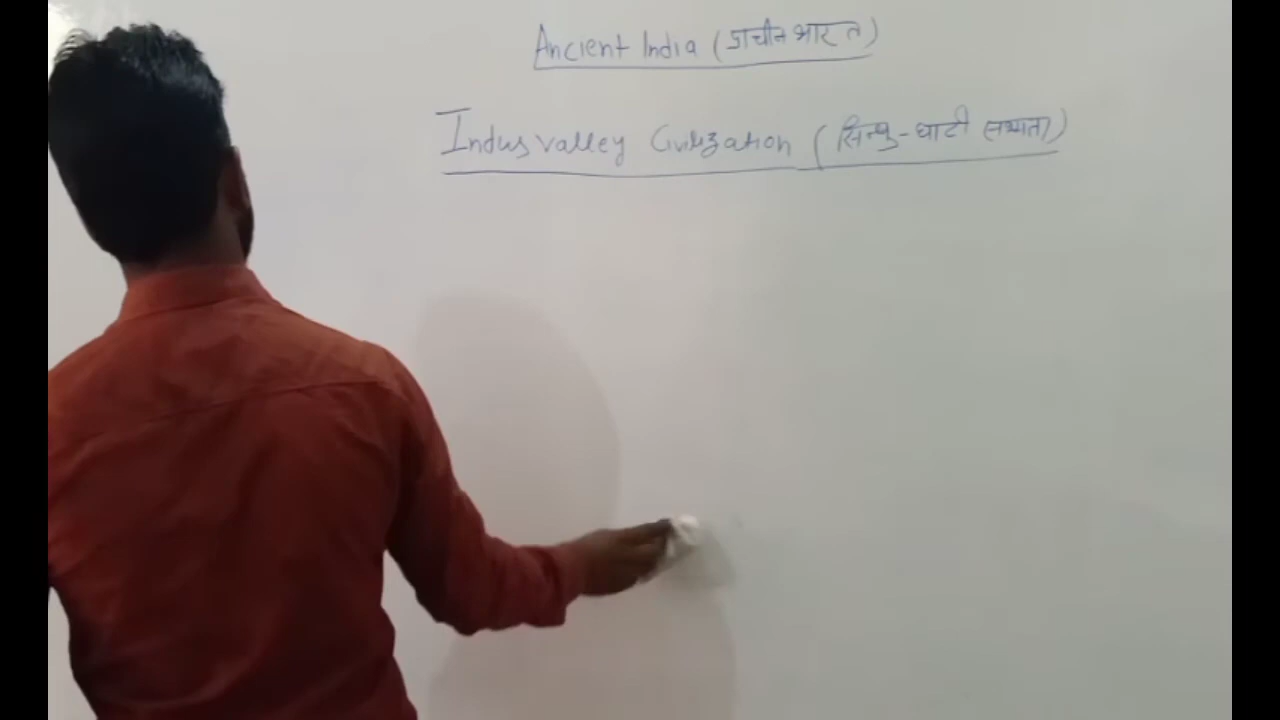 Ancient India (प्राचीन भारत)
Indus valley Civilization (सिन्धु-घाटी सभ्यता)